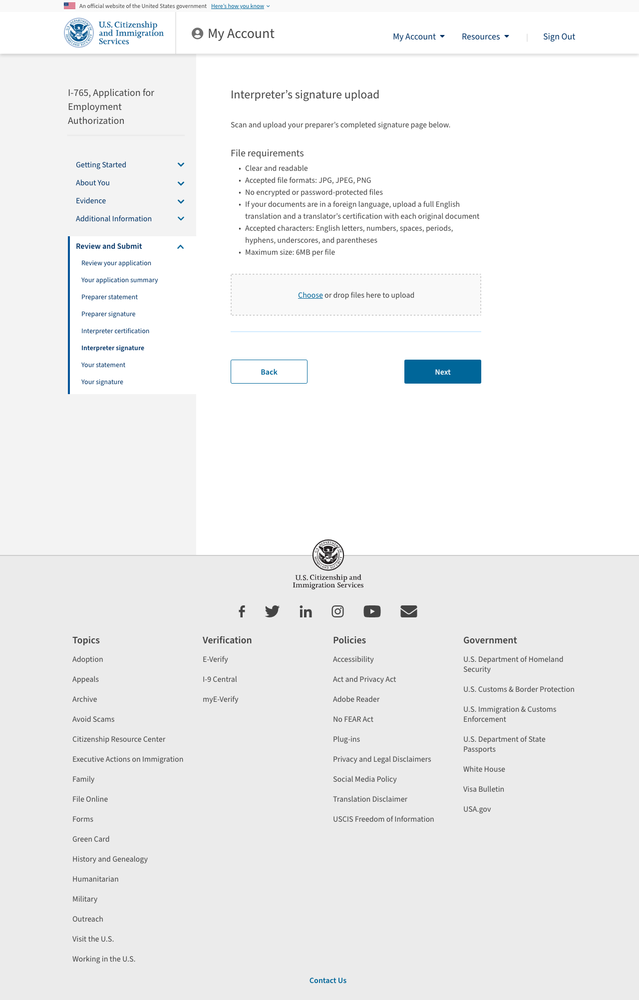 An official website of the United States government Here's how you know
U.S. Citizenship
and Immigration
Services
My Account
My Account
Resources
Sign Out
I-765, Application for
Employment
Authorization
Getting Started
About You
Evidence
Additional Information
Review and Submit
Review your application
Your application summary
Preparer statement
Preparer signature
Interpreter certification
Interpreter signature
Your statement
Your signature
Interpreter’s signature upload
Scan and upload your preparer’s completed signature page below.
File requirements
• Clear and readable
• Accepted file formats: JPG, JPEG, PNG
• No encrypted or password-protected files
• If your documents are in a foreign language, upload a full English
translation and a translator’s certification with each original document
• Accepted characters: English letters, numbers, spaces, periods,
hyphens, underscores, and parentheses
• Maximum size: 6MB per file
Choose or drop files here to upload
Back
Next
U.S. DEPARTMENT OF
HOMELAND SECURITY
U.S. Citizenship and
Immigration Services
Topics
Adoption
Appeals
Archive
Avoid Scams
Citizenship Resource Center
Executive Actions on Immigration
Family
File Online
Forms
Green Card
History and Genealogy
Humanitarian
Military
Outreach
Visit the U.S.
Working in the U.S.
Verification
E-Verify
I-9 Central
myE-Verify
Policies
Accessibility
Act and Privacy Act
Adobe Reader
No FEAR Act
Plug-ins
Privacy and Legal Disclaimers
Social Media Policy
Translation Disclaimer
USCIS Freedom of Information
Government
U.S. Department of Homeland
Security
U.S. Customs & Border Protection
U.S. Immigration & Customs
Enforcement
U.S. Department of State
Passports
White House
Visa Bulletin
USA.gov
Contact Us